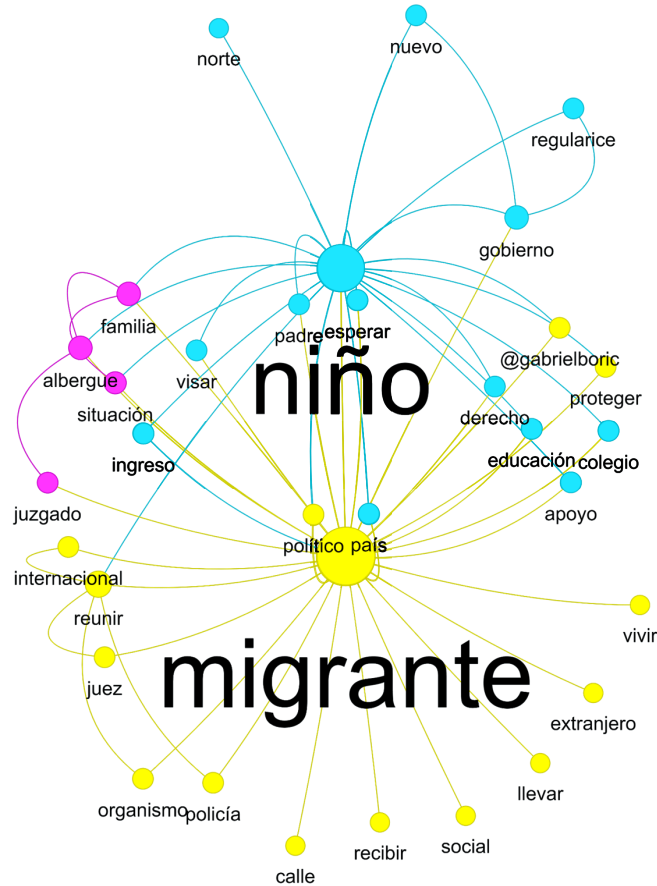 norte
nuevo
regularice
gobierno
familia
padre
esperar
@gabrielboric
albergue
visar
niño
proteger
situación
derecho
ingreso
educación
colegio
juzgado
apoyo
político
país
internacional
reunir
vivir
juez
migrante
extranjero
organismo
policía
llevar
calle
recibir
social